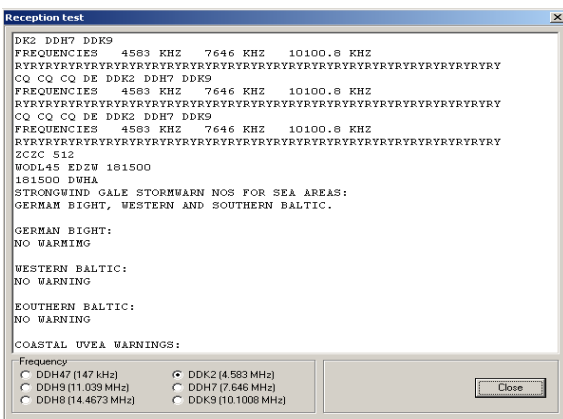 Reception test
DK2 DDH7 DDK9
FREQUENCIES    4583 KHZ    7646 KHZ    10100.8 KHZ
RYRYRYRYRYRYRYRYRYRYRYRYRYRYRYRYRYRYRYRYRYRYRYRYRYRYRYRYRYRY
CQ CQ CQ DE DDK2 DDH7 DDK9
FREQUENCIES    4583 KHZ    7646 KHZ    10100.8 KHZ
RYRYRYRYRYRYRYRYRYRYRYRYRYRYRYRYRYRYRYRYRYRYRYRYRYRYRYRYRYRY
CQ CQ CQ DE DDK2 DDH7 DDK9
FREQUENCIES    4583 KHZ    7646 KHZ    10100.8 KHZ
RYRYRYRYRYRYRYRYRYRYRYRYRYRYRYRYRYRYRYRYRYRYRYRYRYRYRYRYRYRY
ZCZC 512
WODL45 EDZW 181500
181500 DWHA
STRONGWIND GALE STORMWARN NOS FOR SEA AREAS:
GERMAM BIGHT, WESTERN AND SOUTHERN BALTIC.
GERMAN BIGHT:
NO WARMIMG
WESTERN BALTIC:
NO WARNING
EOUTHERN BALTIC:
NO WARNING
COASTAL UVEA WARNINGS:
Frequency
DDH47 (147 kHz)
DDK2 (4.583 MHz)
DDH9 (11.039 MHz)
DDH7 (7.646 MHz)
DDH8 (14.4673 MHz)
DDK9 (10.1008 MHz)
Close